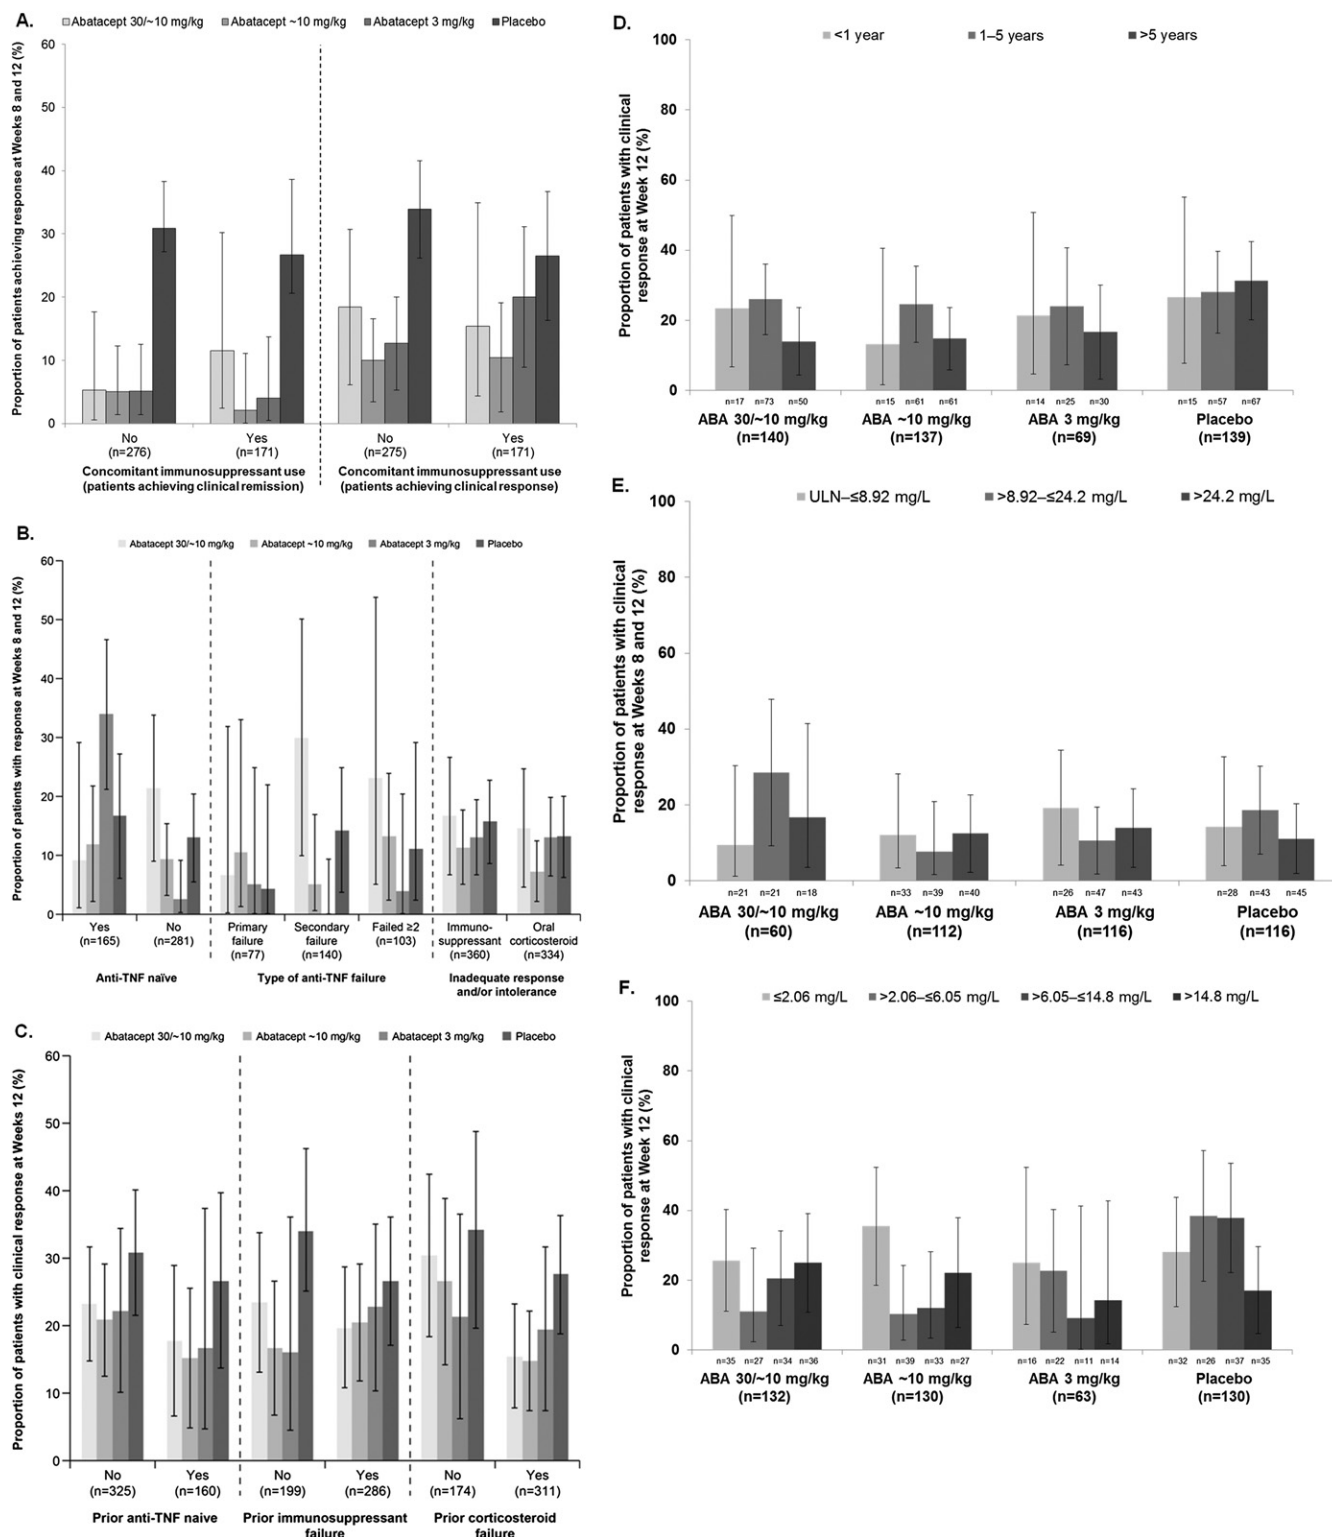 A.
Abatacept 30/~10 mg/kg Abatacept ~10 mg/kg Abatacept 3 mg/kg Placebo
Proportion of patients achieving response at Weeks 8 and 12 (%)
60
50
40
30
20
10
0
No Yes No Yes
(n=276) (n=171) (n=275) (n=171)
Concomitant immunosuppressant use Concomitant immunosuppressant use
(patients achieving clinical remission) (patients achieving clinical response)
B.
Abatacept 30/~10 mg/kg Abatacept ~10 mg/kg Abatacept 3 mg/kg Placebo
Proportion of patients with response at Weeks 8 and 12 (%)
60
50
40
30
20
10
0
Yes No Primary Secondary Failed ≥2 Immuno- Oral
(n=165) (n=281) failure failure (n=103) suppressant corticosteroid
(n=77) (n=140) (n=360) (n=334)
Anti-TNF naïve Type of anti-TNF failure Inadequate response
and/or intolerance
C.
Abatacept 30/~10 mg/kg Abatacept ~10 mg/kg Abatacept 3 mg/kg Placebo
Proportion of patients with clinical response at Weeks 12 (%)
60
50
40
30
20
10
0
No Yes No Yes No Yes
(n=325) (n=160) (n=199) (n=286) (n=174) (n=311)
Prior anti-TNF naive Prior immunosuppressant Prior corticosteroid
failure failure
D.
<1 year 1–5 years >5 years
Proportion of patients with clinical
response at Week 12 (%)
100
80
60
40
20
0
n=17 n=73 n=50 n=15 n=61 n=61 n=14 n=25 n=30 n=15 n=57 n=67
ABA 30/~10 mg/kg ABA ~10 mg/kg ABA 3 mg/kg Placebo
(n=140) (n=137) (n=69) (n=139)
E.
ULN–≤8.92 mg/L >8.92–≤24.2 mg/L >24.2 mg/L
Proportion of patients with clinical
response at Weeks 8 and 12 (%)
100
80
60
40
20
0
n=21 n=21 n=18 n=33 n=39 n=40 n=26 n=47 n=43 n=28 n=43 n=45
ABA 30/~10 mg/kg ABA ~10 mg/kg ABA 3 mg/kg Placebo
(n=60) (n=112) (n=116) (n=116)
F.
≤2.06 mg/L >2.06–≤6.05 mg/L >6.05–≤14.8 mg/L >14.8 mg/L
Proportion of patients with clinical
response at Week 12 (%)
100
80
60
40
20
0
n=35 n=27 n=34 n=36 n=31 n=39 n=33 n=27 n=16 n=22 n=11 n=14 n=32 n=26 n=37 n=35
ABA 30/~10 mg/kg ABA ~10 mg/kg ABA 3 mg/kg Placebo
(n=132) (n=130) (n=63) (n=130)